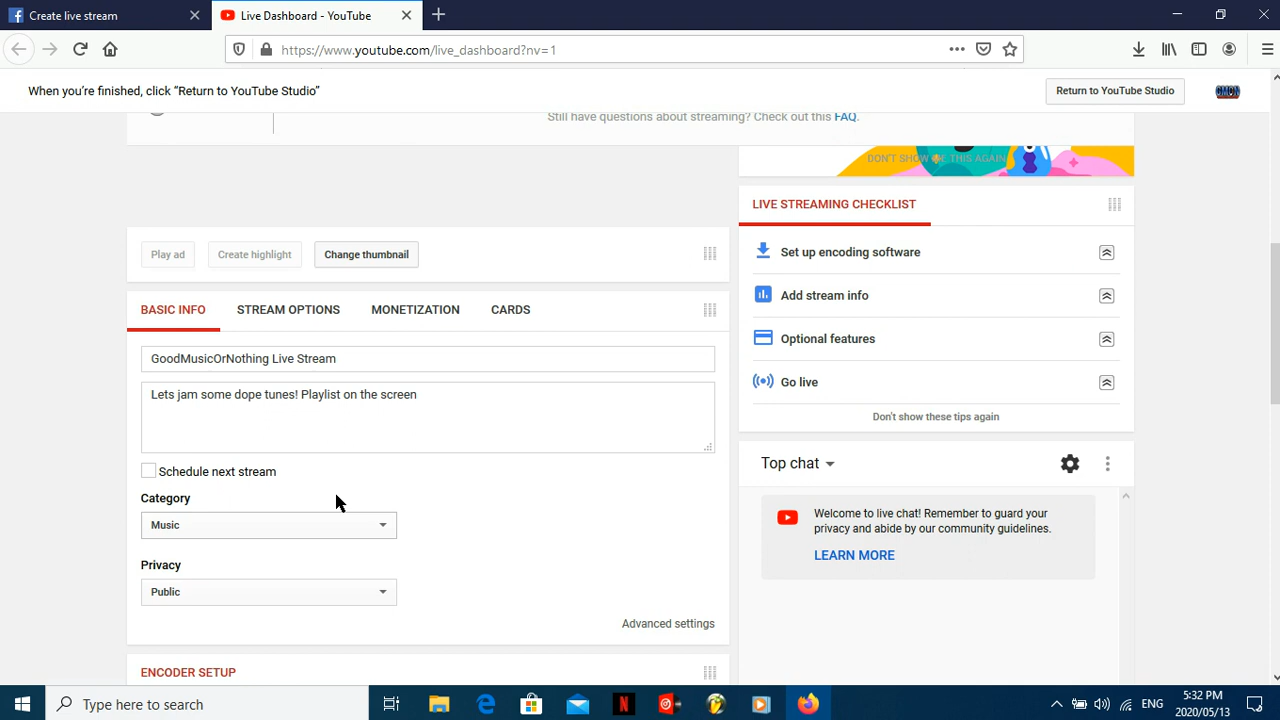 Create live stream
Live Dashboard - YouTube
https://www.youtube.com/live_dashboard?nv=1
When you're finished, click "Return to YouTube Studio"
Return to YouTube Studio
GMON
Still have questions about streaming? Check out this FAQ.
DON'T SHOW ME THIS AGAIN
LIVE STREAMING CHECKLIST
Play ad
Create highlight
Change thumbnail
Set up encoding software
Add stream info
BASIC INFO
STREAM OPTIONS
MONETIZATION
CARDS
Optional features
GoodMusicOrNothing Live Stream
Go live
Lets jam some dope tunes! Playlist on the screen
Don't show these tips again
Top chat
Schedule next stream
Category
Music
Welcome to live chat! Remember to guard your
privacy and abide by our community guidelines.
LEARN MORE
Privacy
Public
Advanced settings
ENCODER SETUP
Type here to search
ENG
5:32 PM
2020/05/13